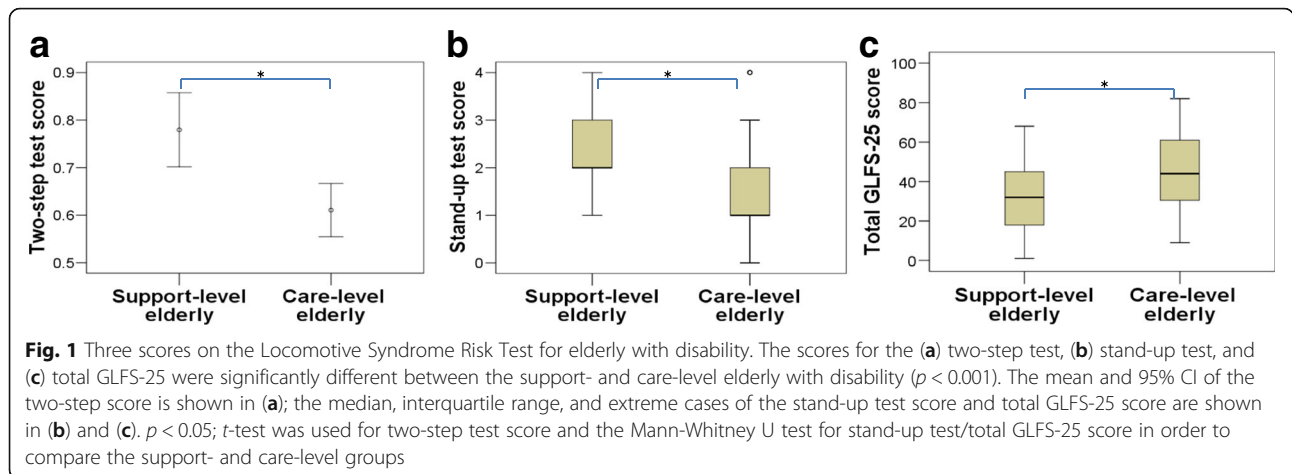 a
b
c
Two-step test score
0.9
0.8
0.7
0.6
0.5
*
Support-level elderly
Care-level elderly
Stand-up test score
4
3
2
1
0
*
Support-level elderly
Care-level elderly
Total GLFS-25 score
100
80
60
40
20
0
*
Support-level elderly
Care-level elderly
Fig. 1 Three scores on the Locomotive Syndrome Risk Test for elderly with disability. The scores for the (a) two-step test, (b) stand-up test, and
(c) total GLFS-25 were significantly different between the support- and care-level elderly with disability (p < 0.001). The mean and 95% CI of the
two-step score is shown in (a); the median, interquartile range, and extreme cases of the stand-up test score and total GLFS-25 score are shown
in (b) and (c). p < 0.05; t-test was used for two-step test score and the Mann-Whitney U test for stand-up test/total GLFS-25 score in order to
compare the support- and care-level groups